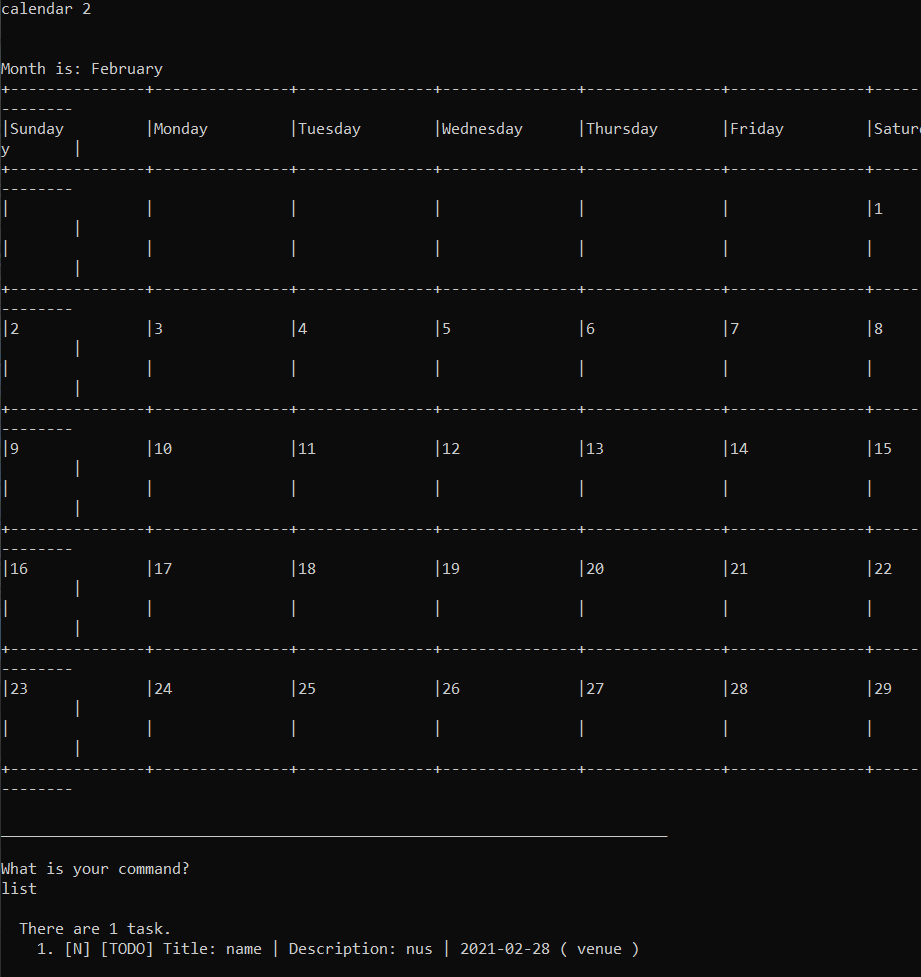 calendar 2
Month is: February
+---------------+---------------+---------------+---------------+---------------+---------------+-----
--------
|Sunday |Monday |Tuesday |Wednesday |Thursday |Friday |Satur
y |
+---------------+---------------+---------------+---------------+---------------+---------------+-----
--------
| | | | | | |1
|
| | | | | | |
|
+---------------+---------------+---------------+---------------+---------------+---------------+-----
--------
|2 |3 |4 |5 |6 |7 |8
|
| | | | | | |
|
+---------------+---------------+---------------+---------------+---------------+---------------+-----
--------
|9 |10 |11 |12 |13 |14 |15
|
| | | | | | |
|
+---------------+---------------+---------------+---------------+---------------+---------------+-----
--------
|16 |17 |18 |19 |20 |21 |22
|
| | | | | | |
|
+---------------+---------------+---------------+---------------+---------------+---------------+-----
--------
|23 |24 |25 |26 |27 |28 |29
|
| | | | | | |
|
+---------------+---------------+---------------+---------------+---------------+---------------+-----
--------
__________________________________________________________________________
What is your command?
list
There are 1 task.
1. [N] [TODO] Title: name | Description: nus | 2021-02-28 ( venue )